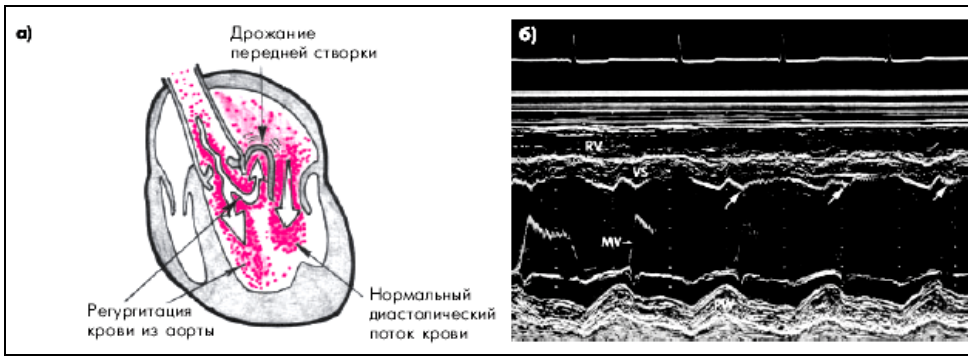 а)
Дрожание
передней створки
Регургитация
крови из аорты
Нормальный
диастолический
поток крови
б)
RV
VS
MV
PW